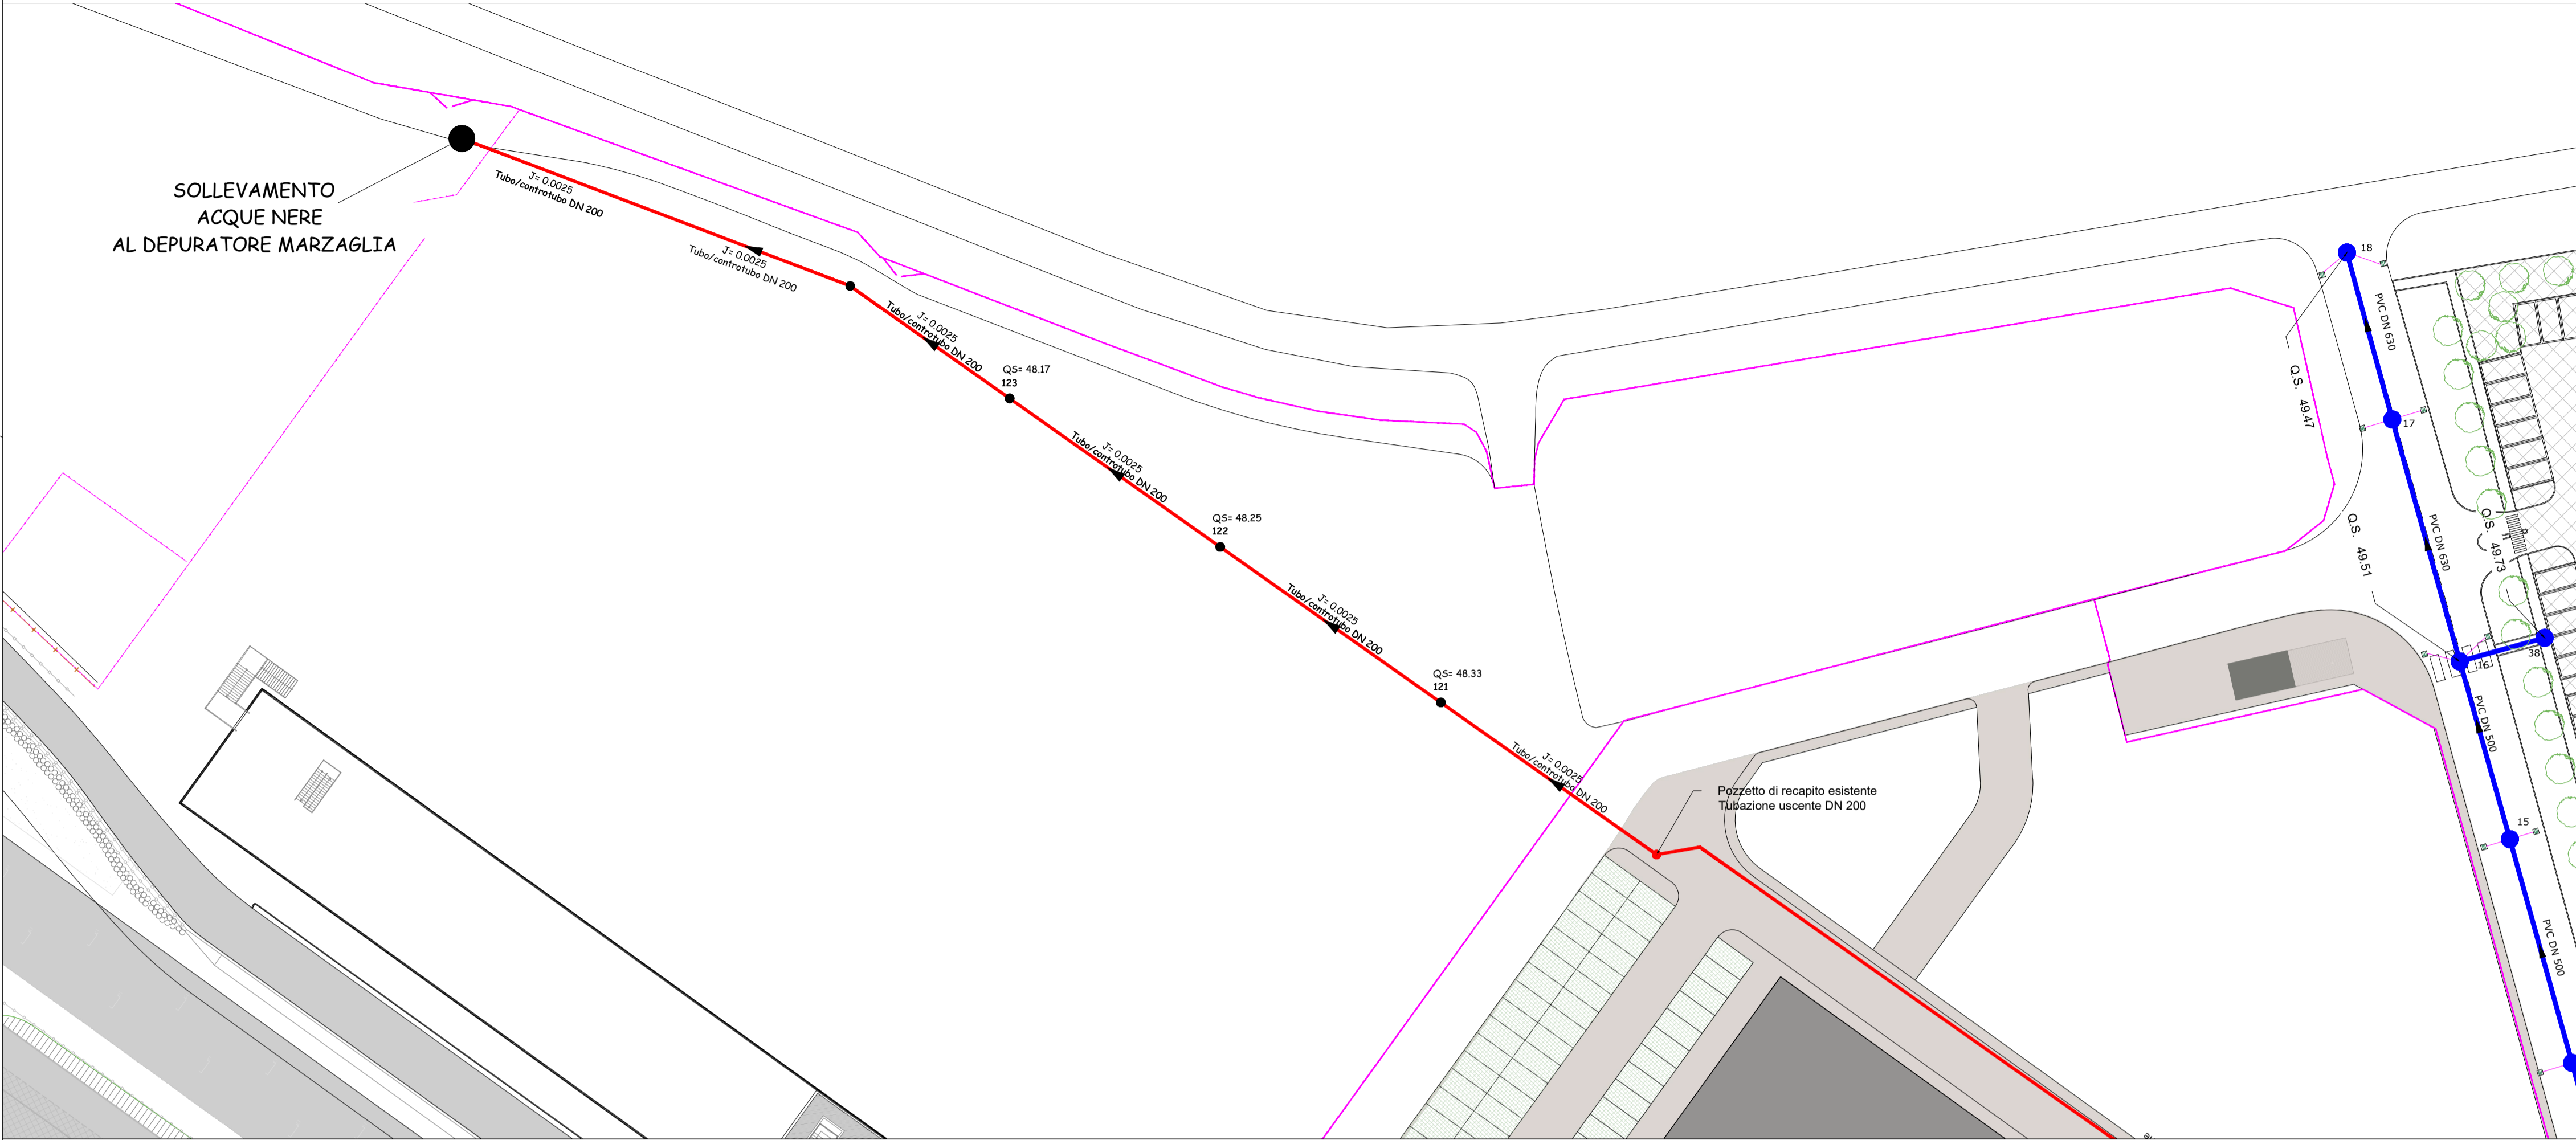 SOLLEVAMENTO
ACQUE NERE
AL DEPURATORE MARZAGLIA
J= 0.0025
Tubo/controtubo DN 200
J= 0.0025
Tubo/controtubo DN 200
J= 0.0025
Tubo/controtubo DN 200
QS= 48.17
123
J= 0.0025
Tubo/controtubo DN 200
QS= 48.25
122
J= 0.0025
Tubo/controtubo DN 200
QS= 48.33
121
J= 0.0025
Tubo/controtubo DN 200
Pozzetto di recapito esistente
Tubazione uscente DN 200
18
PVC DN 630
Q.S. 49.47
17
PVC DN 630
Q.S. 49.51
Q.S. 49.73
38
16
PVC DN 500
15
PVC DN 500